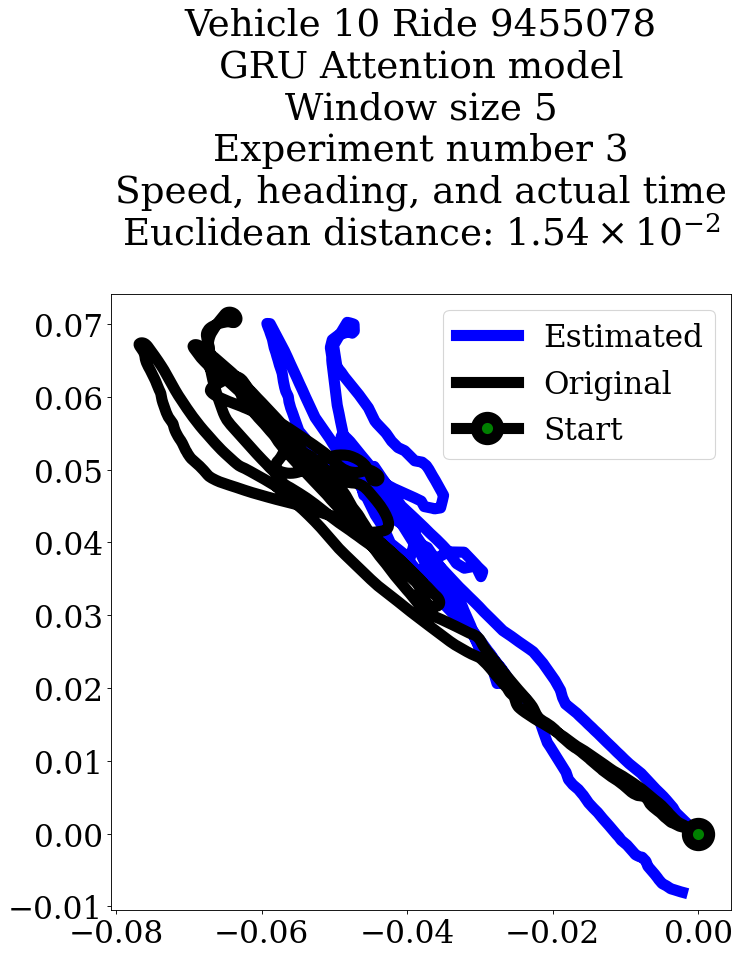 Vehicle 10 Ride 9455078
GRU Attention model
Window size 5
Experiment number 3
Speed, heading, and actual time
Euclidean distance: 1.54 × 10⁻²
Estimated
Original
Start
0.07
0.06
0.05
0.04
0.03
0.02
0.01
0.00
−0.01
−0.08 −0.06 −0.04 −0.02 0.00